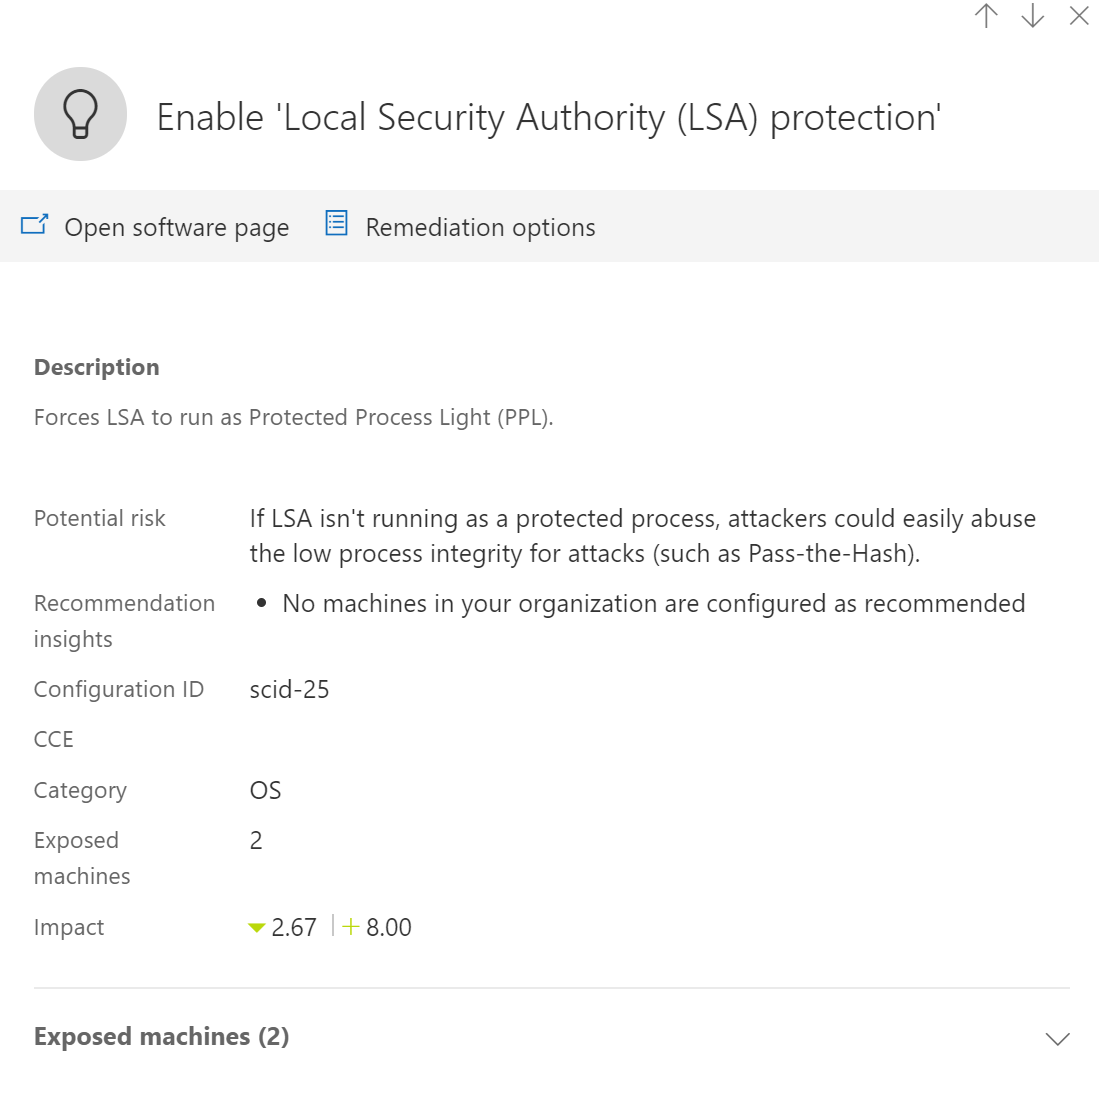 Enable 'Local Security Authority (LSA) protection'
Open software page
Remediation options
Description
Forces LSA to run as Protected Process Light (PPL).
Potential risk
If LSA isn't running as a protected process, attackers could easily abuse
the low process integrity for attacks (such as Pass-the-Hash).
Recommendation
insights
• No machines in your organization are configured as recommended
Configuration ID
scid-25
CCE
Category
OS
Exposed
machines
2
Impact
2.67 | + 8.00
Exposed machines (2)